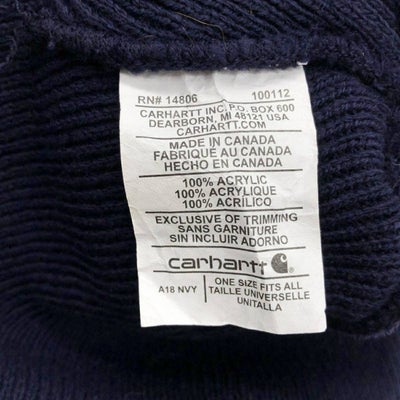 RN# 14806 100112
CARHARTT INC. P.O. BOX 600
DEARBORN, MI 48121 USA
CARHARTT.COM
MADE IN CANADA
FABRIQUÉ AU CANADA
HECHO EN CANADA
100% ACRYLIC
100% ACRYLIQUE
100% ACRÍLICO
EXCLUSIVE OF TRIMMING
SANS GARNITURE
SIN INCLUIR ADORNO
carhartt
A18 NVY
ONE SIZE FITS ALL
TAILLE UNIVERSELLE
UNITALLA